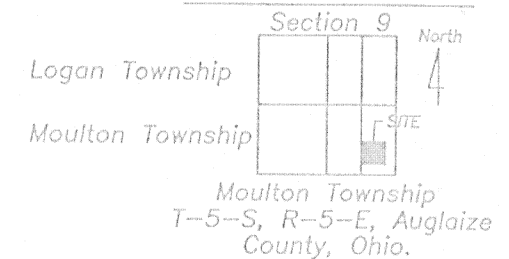 Section 9
North
Logan Township
Moulton Township
SITE
Moulton Township
T-5-S, R-5-E, Auglaize
County, Ohio.